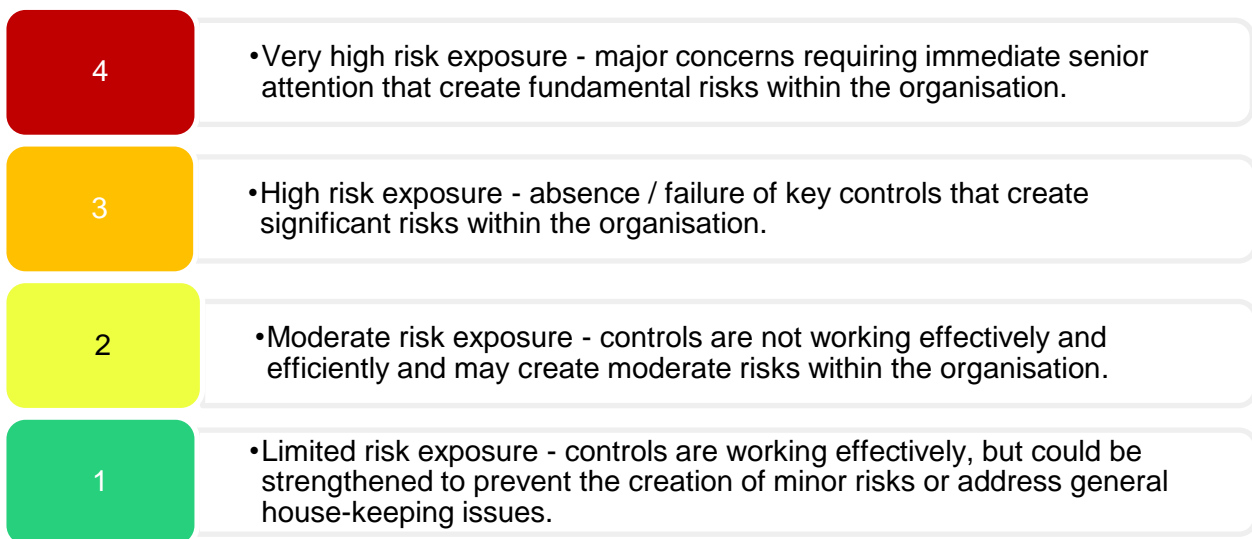 4
•Very high risk exposure - major concerns requiring immediate senior
attention that create fundamental risks within the organisation.
3
•High risk exposure - absence / failure of key controls that create
significant risks within the organisation.
2
•Moderate risk exposure - controls are not working effectively and
efficiently and may create moderate risks within the organisation.
1
•Limited risk exposure - controls are working effectively, but could be
strengthened to prevent the creation of minor risks or address general
house-keeping issues.